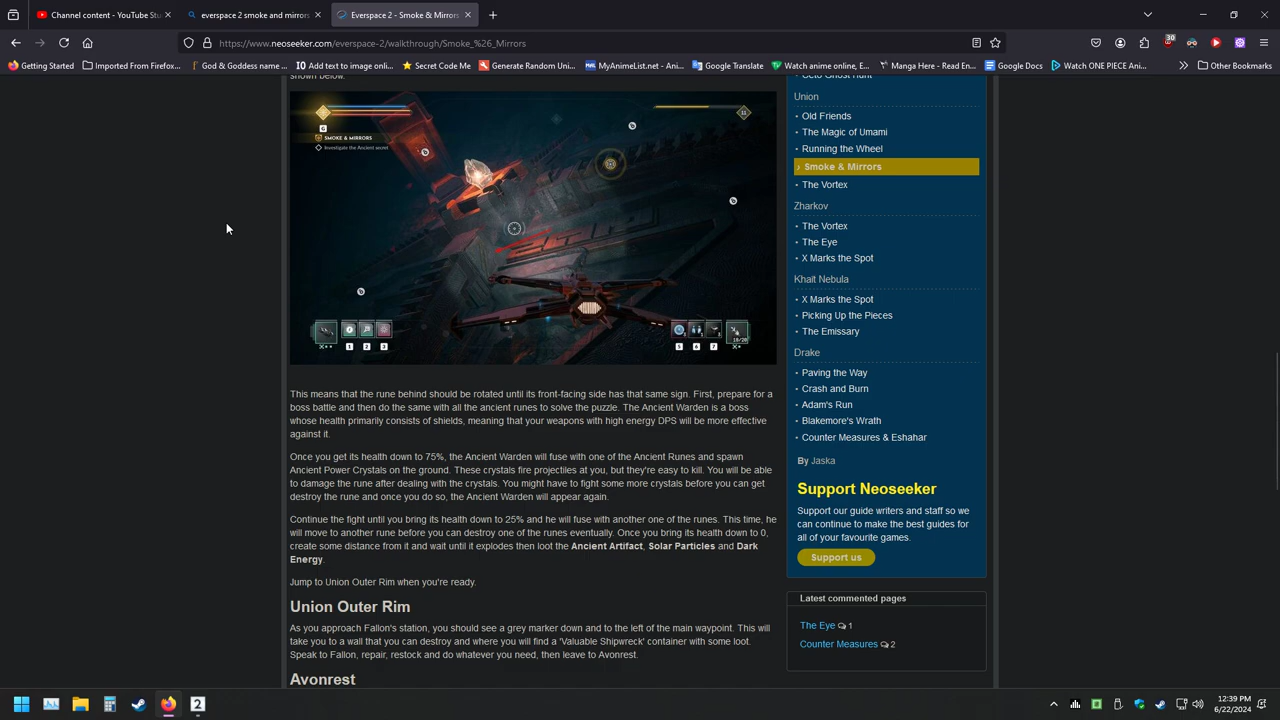 Channel content - YouTube Stu
everspace 2 smoke and mirrors
Everspace 2 - Smoke & Mirrors
https://www.neoseeker.com/everspace-2/walkthrough/Smoke_%26_Mirrors
30
Getting Started
Imported From Firefox...
God & Goddess name ...
Add text to image onli...
Secret Code Me
Generate Random Uni...
MAL MyAnimeList.net - Ani...
Google Translate
Watch anime online, E...
Manga Here - Read En...
Google Docs
Watch ONE PIECE Ani...
Other Bookmarks
shown below.
G
SMOKE & MIRRORS
Investigate the Ancient secret
11
1 2 3
5 6 7
This means that the rune behind should be rotated until its front-facing side has that same sign. First, prepare for a
boss battle and then do the same with all the ancient runes to solve the puzzle. The Ancient Warden is a boss
whose health primarily consists of shields, meaning that your weapons with high energy DPS will be more effective
against it.
Once you get its health down to 75%, the Ancient Warden will fuse with one of the Ancient Runes and spawn
Ancient Power Crystals on the ground. These crystals fire projectiles at you, but they're easy to kill. You will be able
to damage the rune after dealing with the crystals. You might have to fight some more crystals before you can get
destroy the rune and once you do so, the Ancient Warden will appear again.
Continue the fight until you bring its health down to 25% and he will fuse with another one of the runes. This time, he
will move to another rune before you can destroy one of the runes eventually. Once you bring its health down to 0,
create some distance from it and wait until it explodes then loot the Ancient Artifact, Solar Particles and Dark
Energy.
Jump to Union Outer Rim when you're ready.
Union Outer Rim
As you approach Fallon's station, you should see a grey marker down and to the left of the main waypoint. This will
take you to a wall that you can destroy and where you will find a 'Valuable Shipwreck' container with some loot.
Speak to Fallon, repair, restock and do whatever you need, then leave to Avonrest.
Avonrest
Union
Old Friends
The Magic of Umami
Running the Wheel
Smoke & Mirrors
The Vortex
Zharkov
The Vortex
The Eye
X Marks the Spot
Khaït Nebula
X Marks the Spot
Picking Up the Pieces
The Emissary
Drake
Paving the Way
Crash and Burn
Adam's Run
Blakemore's Wrath
Counter Measures & Eshahar
By Jaska
Support Neoseeker
Support our guide writers and staff so we
can continue to make the best guides for
all of your favourite games.
Support us
Latest commented pages
The Eye 1
Counter Measures 2
2
12:39 PM
6/22/2024